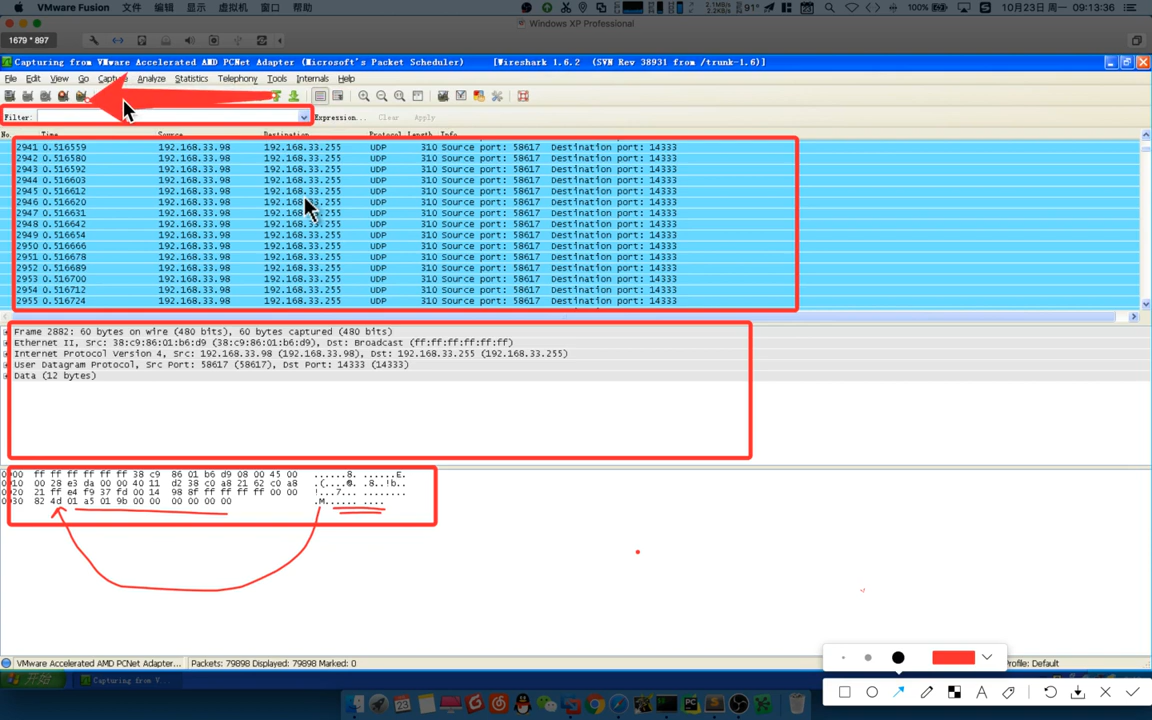 VMware Fusion 文件 编辑 显示 虚拟机 窗口 帮助 91° 100% 10月23日 周一 09:13:36
Windows XP Professional
1679 * 897
Capturing from VMware Accelerated AMD PCNet Adapter (Microsoft's Packet Scheduler) [Wireshark 1.6.2 (SVN Rev 38931 from /trunk-1.6)]
File Edit View Go Capture Analyze Statistics Telephony Tools Internals Help
Filter: Expression... Clear Apply
No. Time Source Destination Protocol Length Info
2941 0.516559 192.168.33.98 192.168.33.255 UDP 310 Source port: 58617 Destination port: 14333
2942 0.516580 192.168.33.98 192.168.33.255 UDP 310 Source port: 58617 Destination port: 14333
2943 0.516592 192.168.33.98 192.168.33.255 UDP 310 Source port: 58617 Destination port: 14333
2944 0.516603 192.168.33.98 192.168.33.255 UDP 310 Source port: 58617 Destination port: 14333
2945 0.516612 192.168.33.98 192.168.33.255 UDP 310 Source port: 58617 Destination port: 14333
2946 0.516620 192.168.33.98 192.168.33.255 UDP 310 Source port: 58617 Destination port: 14333
2947 0.516631 192.168.33.98 192.168.33.255 UDP 310 Source port: 58617 Destination port: 14333
2948 0.516642 192.168.33.98 192.168.33.255 UDP 310 Source port: 58617 Destination port: 14333
2949 0.516654 192.168.33.98 192.168.33.255 UDP 310 Source port: 58617 Destination port: 14333
2950 0.516666 192.168.33.98 192.168.33.255 UDP 310 Source port: 58617 Destination port: 14333
2951 0.516678 192.168.33.98 192.168.33.255 UDP 310 Source port: 58617 Destination port: 14333
2952 0.516689 192.168.33.98 192.168.33.255 UDP 310 Source port: 58617 Destination port: 14333
2953 0.516700 192.168.33.98 192.168.33.255 UDP 310 Source port: 58617 Destination port: 14333
2954 0.516712 192.168.33.98 192.168.33.255 UDP 310 Source port: 58617 Destination port: 14333
2955 0.516724 192.168.33.98 192.168.33.255 UDP 310 Source port: 58617 Destination port: 14333
Frame 2882: 60 bytes on wire (480 bits), 60 bytes captured (480 bits)
Ethernet II, Src: 38:c9:86:01:b6:d9 (38:c9:86:01:b6:d9), Dst: Broadcast (ff:ff:ff:ff:ff:ff)
Internet Protocol Version 4, Src: 192.168.33.98 (192.168.33.98), Dst: 192.168.33.255 (192.168.33.255)
User Datagram Protocol, Src Port: 58617 (58617), Dst Port: 14333 (14333)
Data (12 bytes)
0000 ff ff ff ff ff ff 38 c9 86 01 b6 d9 08 00 45 00 ......8. ......E.
0010 00 28 e3 da 00 00 40 11 d2 38 c0 a8 21 62 c0 a8 .(....@. .8..!b..
0020 21 ff e4 f9 37 fd 00 14 98 8f ff ff ff ff 00 00 !...7... ........
0030 82 4d 01 a5 01 9b 00 00 00 00 00 00 .M...... ....
VMware Accelerated AMD PCNet Adapter... Packets: 79898 Displayed: 79898 Marked: 0 Profile: Default
开始 Capturing from V...